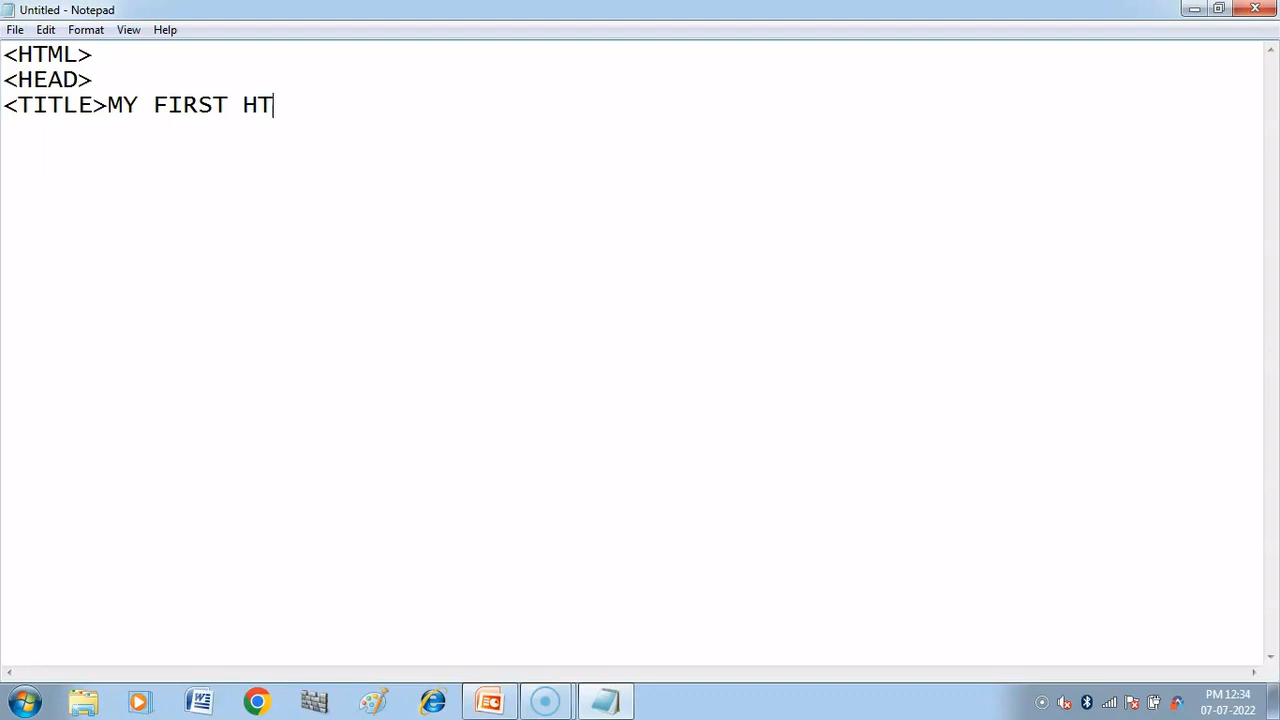 Untitled - Notepad
File Edit Format View Help
<HTML>
<HEAD>
<TITLE>MY FIRST HT
PM 12:34
07-07-2022